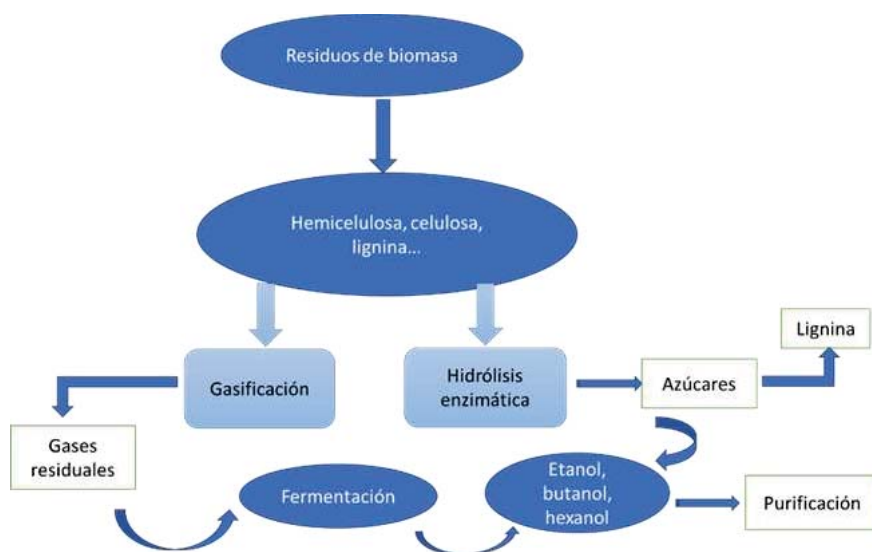 Residuos de biomasa
Hemicelulosa, celulosa,
lignina...
Gasificación
Hidrólisis
enzimática
Azúcares
Lignina
Gases
residuales
Fermentación
Etanol,
butanol,
hexanol
Purificación